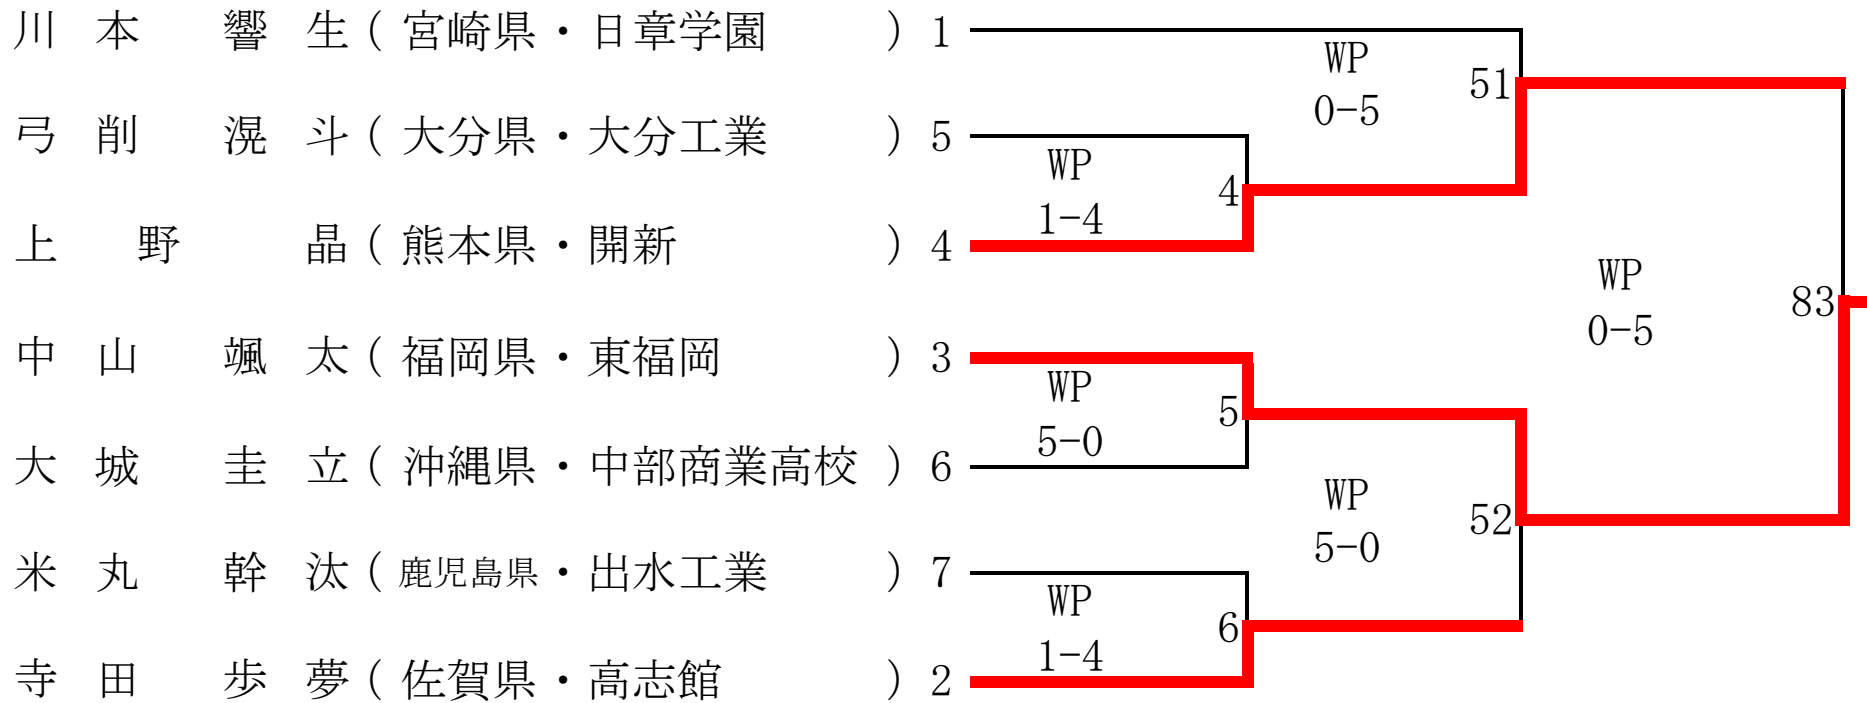 川本 響生(宮崎県・日章学園)1
WP
0-5
51
弓削 滉斗(大分県・大分工業)5
WP
1-4
4
上野 晶(熊本県・開新)4
WP
0-5
83
中山 颯太(福岡県・東福岡)3
WP
5-0
5
大城 圭立(沖縄県・中部商業高校)6
WP
5-0
52
米丸 幹汰(鹿児島県・出水工業)7
WP
1-4
6
寺田 歩夢(佐賀県・高志館)2